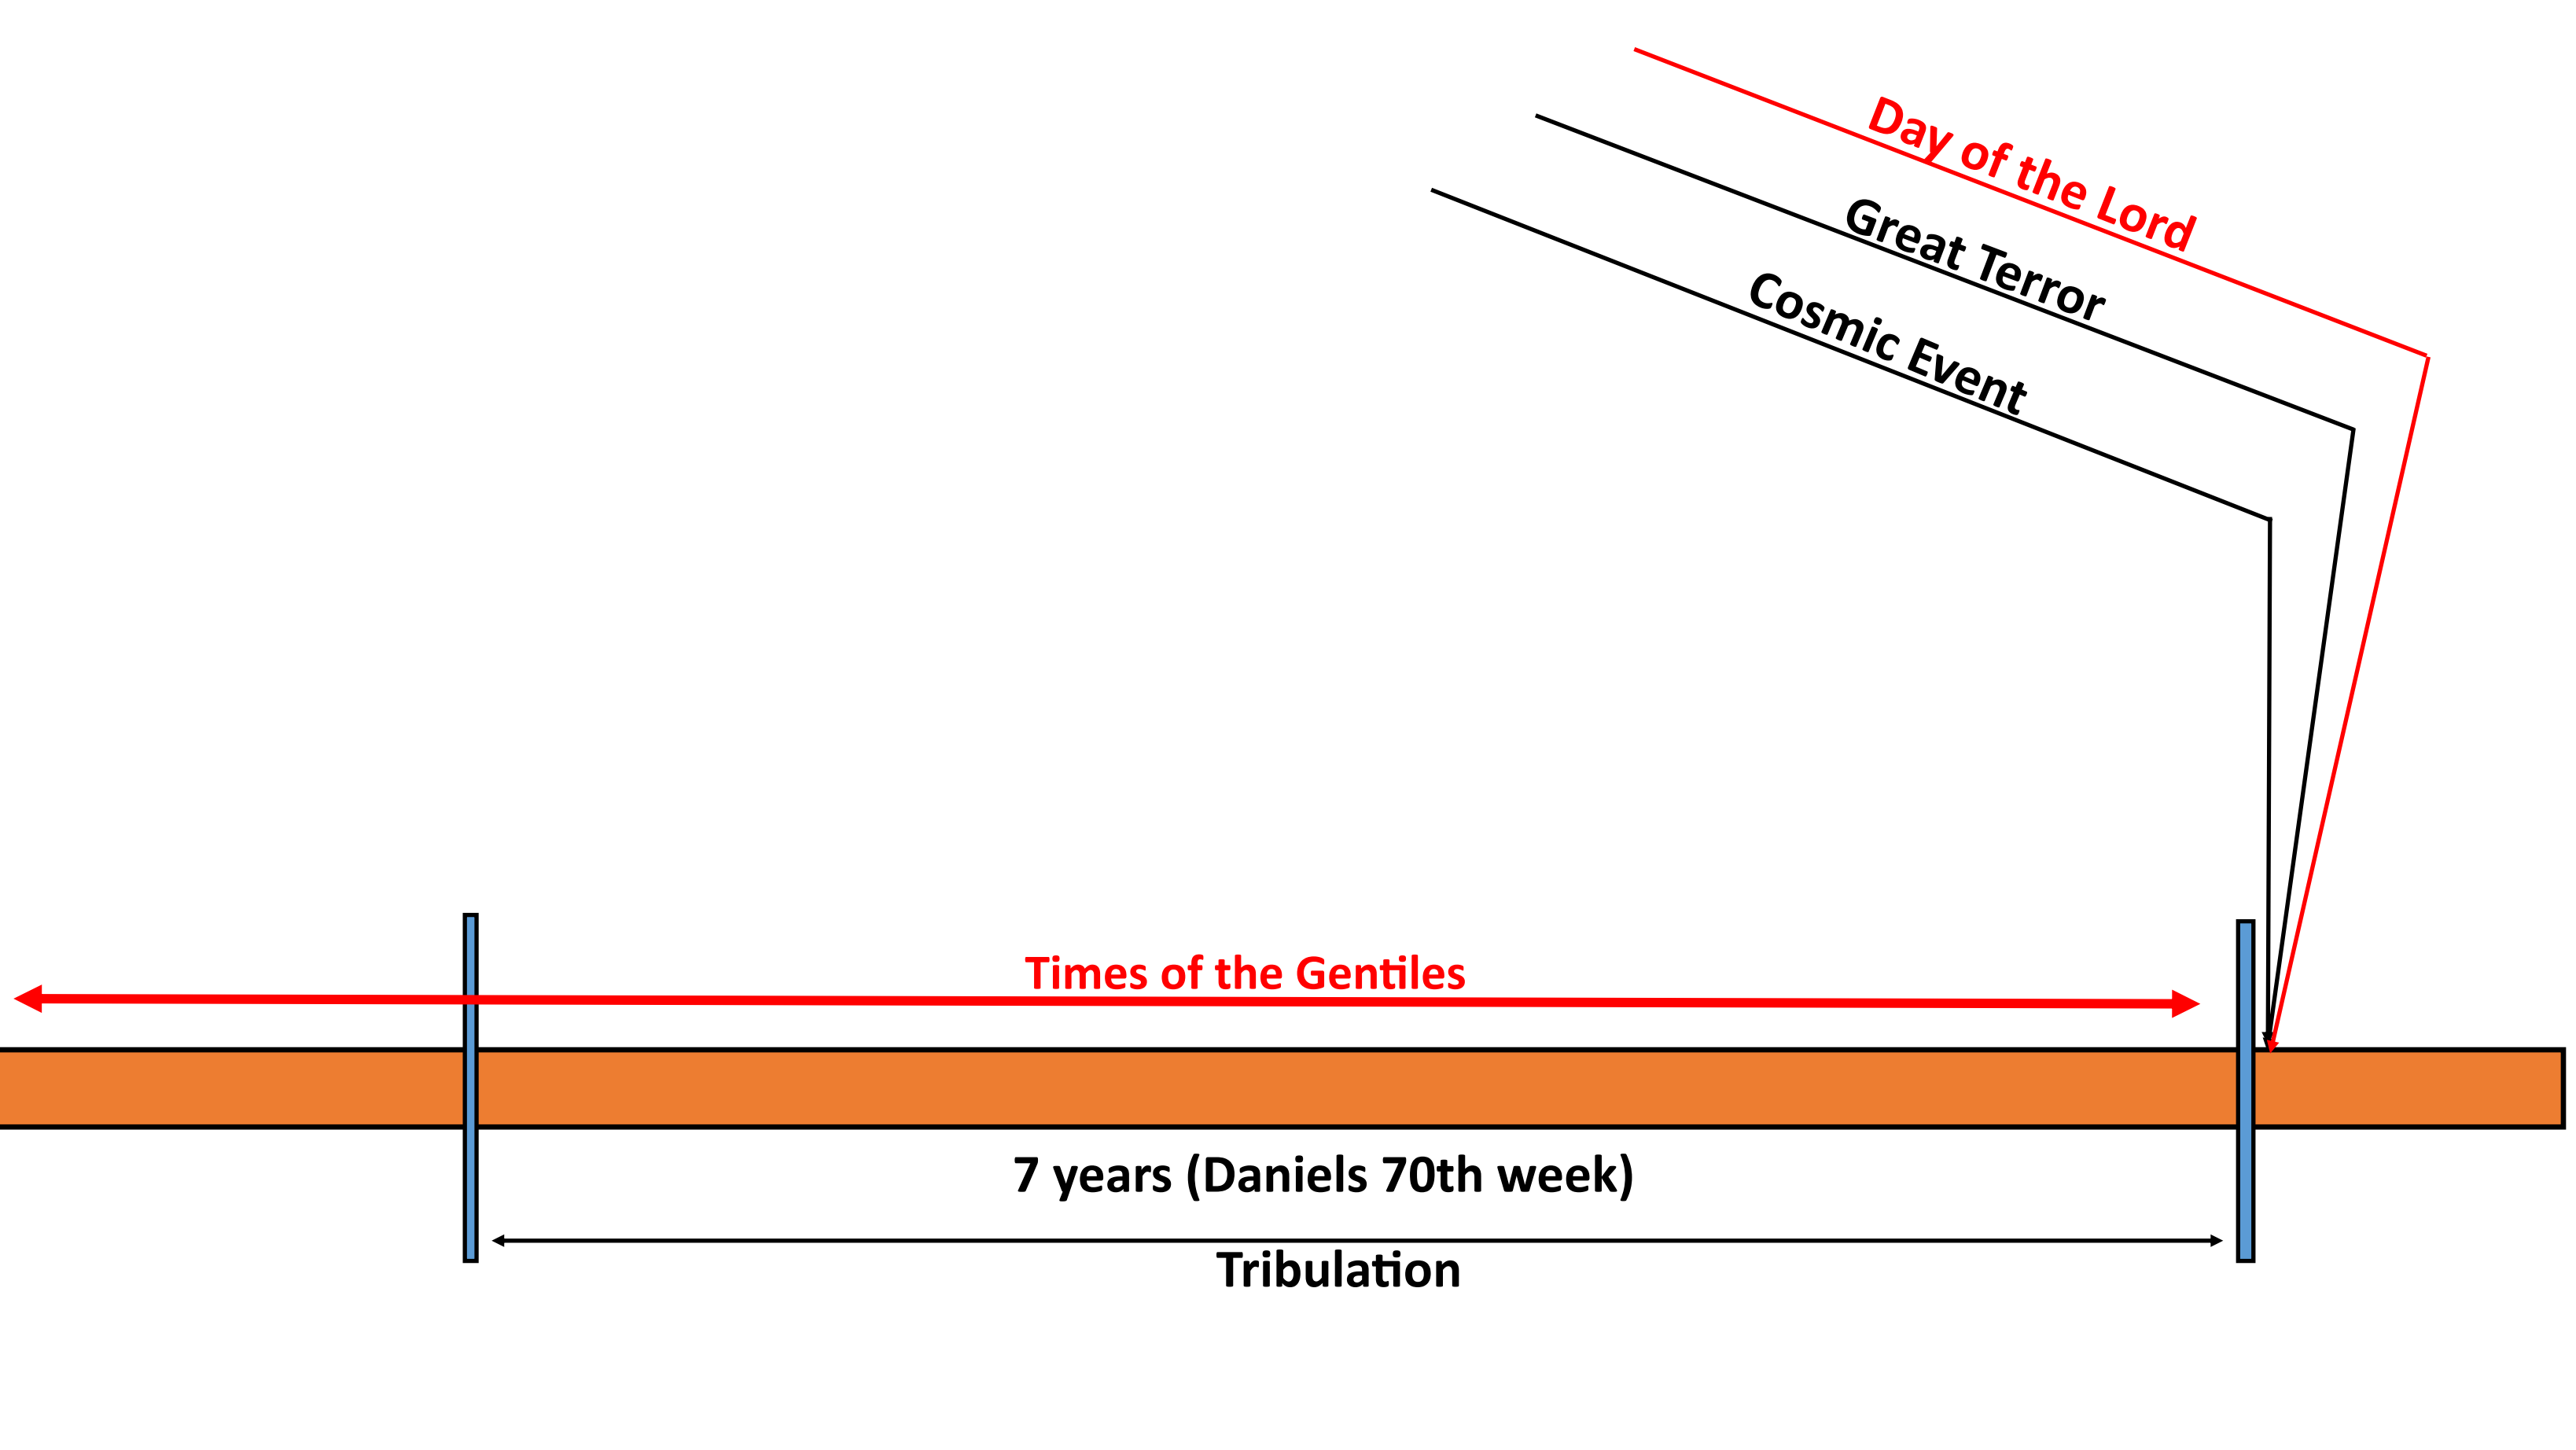 Day of the Lord
Great Terror
Cosmic Event
Times of the Gentiles
7 years (Daniels 70th week)
Tribulation